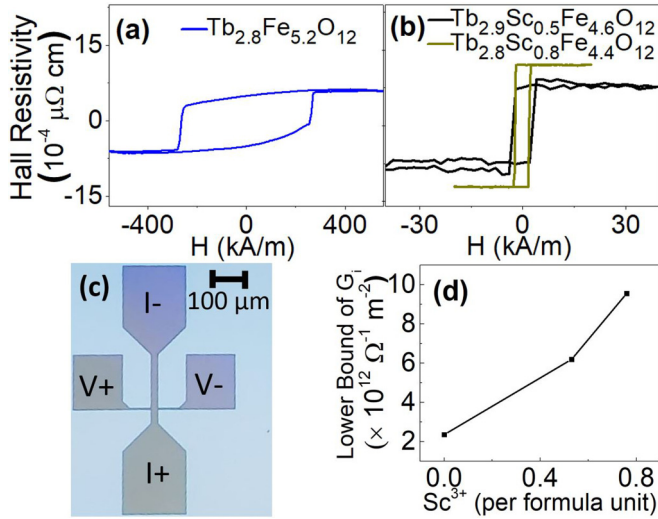 (a)
Tb2.8Fe5.2O12
(b)
Tb2.9Sc0.5Fe4.6O12
Tb2.8Sc0.8Fe4.4O12
Hall Resistivity
(10-4 μΩ cm)
15
0
-15
-400 0 400
H (kA/m)
-30 0 30
H (kA/m)
(c)
I-
100 μm
V+
V-
I+
(d)
Lower Bound of Gi
(× 1012 Ω-1 m-2)
10
8
6
4
2
0.0 0.4 0.8
Sc3+ (per formula unit)